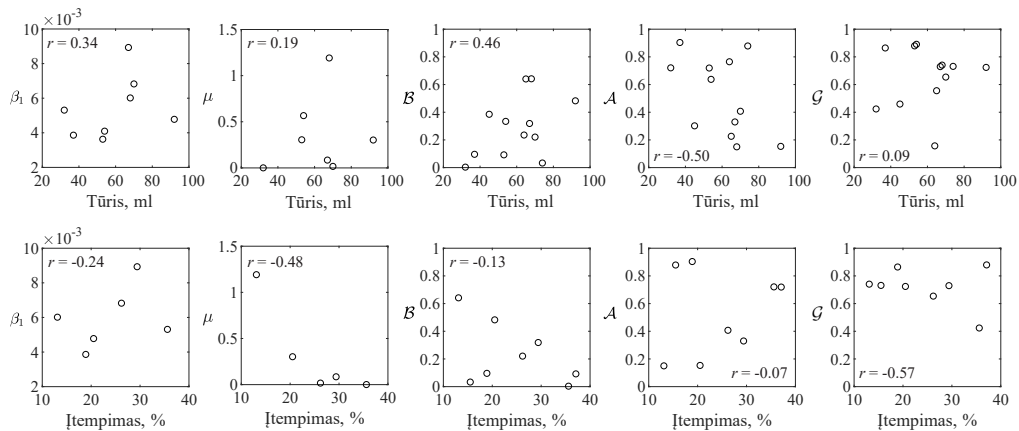 ×10⁻³
r = 0.34
β₁
10
8
6
4
2
20 40 60 80 100
Tūris, ml
r = 0.19
μ
1.5
1
0.5
0
20 40 60 80 100
Tūris, ml
r = 0.46
ℬ
1
0.8
0.6
0.4
0.2
0
20 40 60 80 100
Tūris, ml
r = -0.50
𝒜
1
0.8
0.6
0.4
0.2
0
20 40 60 80 100
Tūris, ml
r = 0.09
𝒢
1
0.8
0.6
0.4
0.2
0
20 40 60 80 100
Tūris, ml
×10⁻³
r = -0.24
β₁
10
8
6
4
2
10 20 30 40
Įtempimas, %
r = -0.48
μ
1.5
1
0.5
0
10 20 30 40
Įtempimas, %
r = -0.13
ℬ
1
0.8
0.6
0.4
0.2
0
10 20 30 40
Įtempimas, %
r = -0.07
𝒜
1
0.8
0.6
0.4
0.2
0
10 20 30 40
Įtempimas, %
r = -0.57
𝒢
1
0.8
0.6
0.4
0.2
0
10 20 30 40
Įtempimas, %